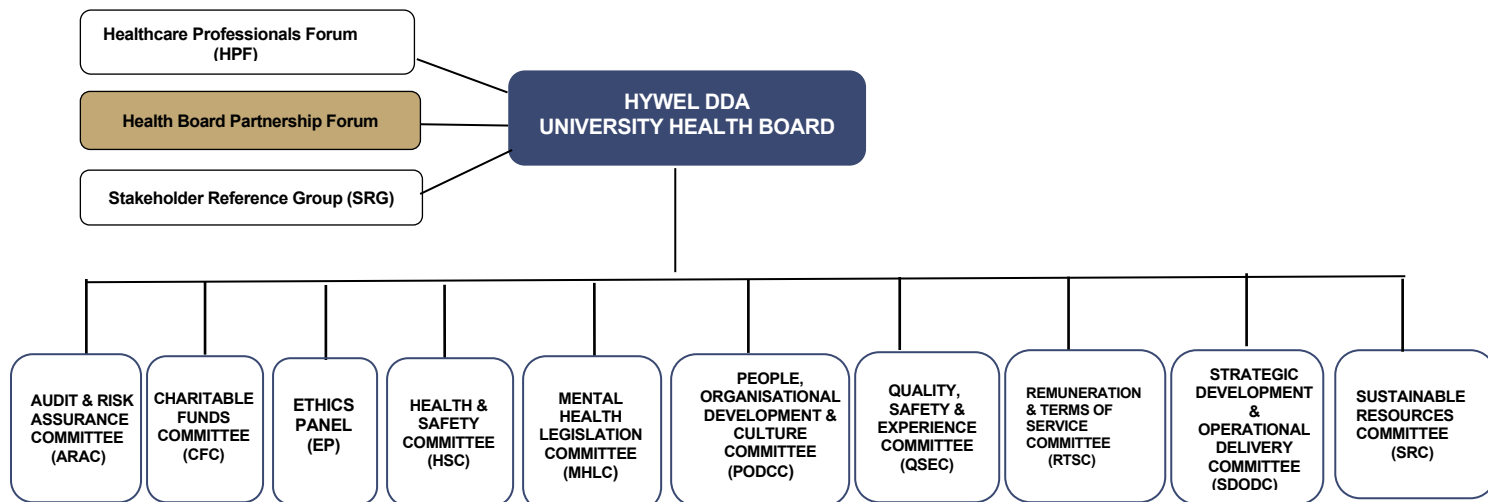 Healthcare Professionals Forum
(HPF)
Health Board Partnership Forum
Stakeholder Reference Group (SRG)
HYWEL DDA
UNIVERSITY HEALTH BOARD
AUDIT & RISK
ASSURANCE
COMMITTEE
(ARAC)
CHARITABLE
FUNDS
COMMITTEE
(CFC)
ETHICS
PANEL
(EP)
HEALTH &
SAFETY
COMMITTEE
(HSC)
MENTAL
HEALTH
LEGISLATION
COMMITTEE
(MHLC)
PEOPLE,
ORGANISATIONAL
DEVELOPMENT &
CULTURE
COMMITTEE
(PODCC)
QUALITY,
SAFETY &
EXPERIENCE
COMMITTEE
(QSEC)
REMUNERATION
& TERMS OF
SERVICE
COMMITTEE
(RTSC)
STRATEGIC
DEVELOPMENT
&
OPERATIONAL
DELIVERY
COMMITTEE
(SDODC)
SUSTAINABLE
RESOURCES
COMMITTEE
(SRC)